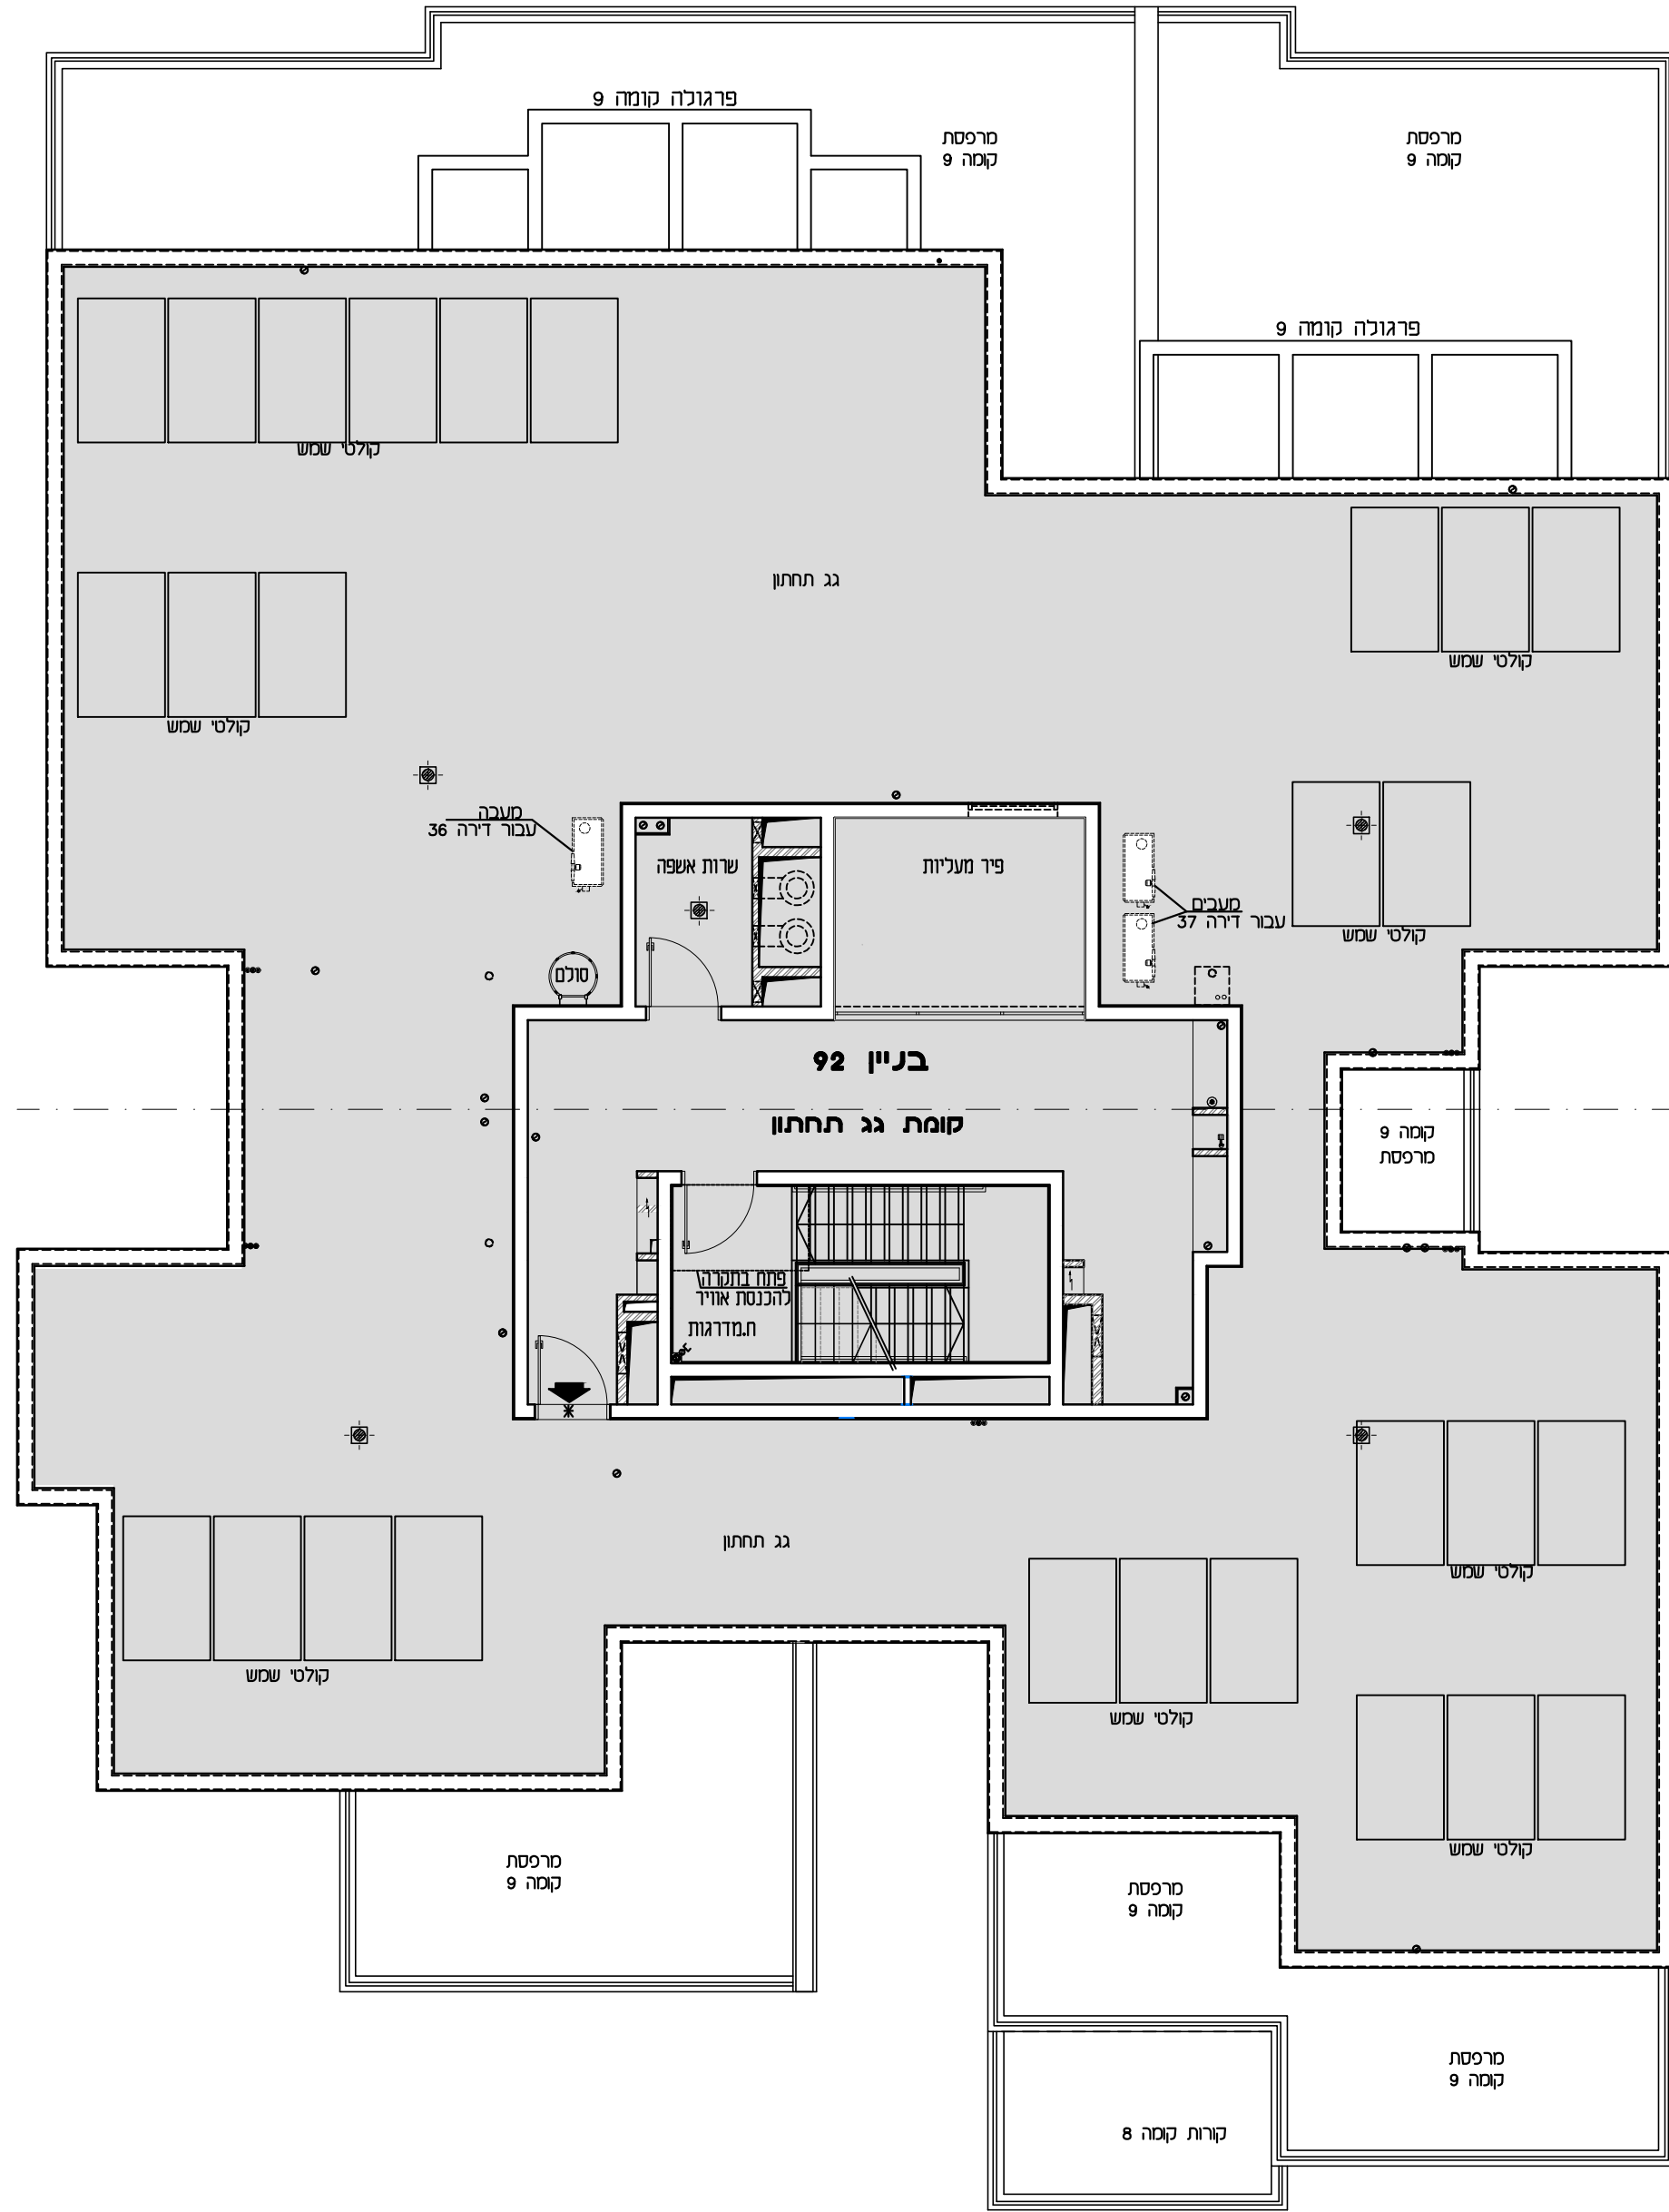 פרגולה קומה 9
מרפסת
קומה 9
מרפסת
קומה 9
פרגולה קומה 9
קולטי שמש
גג תחתון
קולטי שמש
קולטי שמש
מעבה
עבור דירה 36
שרות אשפה
פיר מעליות
מעבים
עבור דירה 37
קולטי שמש
סולם
בניין 92
קומת גג תחתון
קומה 9
מרפסת
פתח בתקרה
להכנסת אוויר
ח.מדרגות
גג תחתון
קולטי שמש
קולטי שמש
קולטי שמש
קולטי שמש
מרפסת
קומה 9
מרפסת
קומה 9
מרפסת
קומה 9
קורות קומה 8